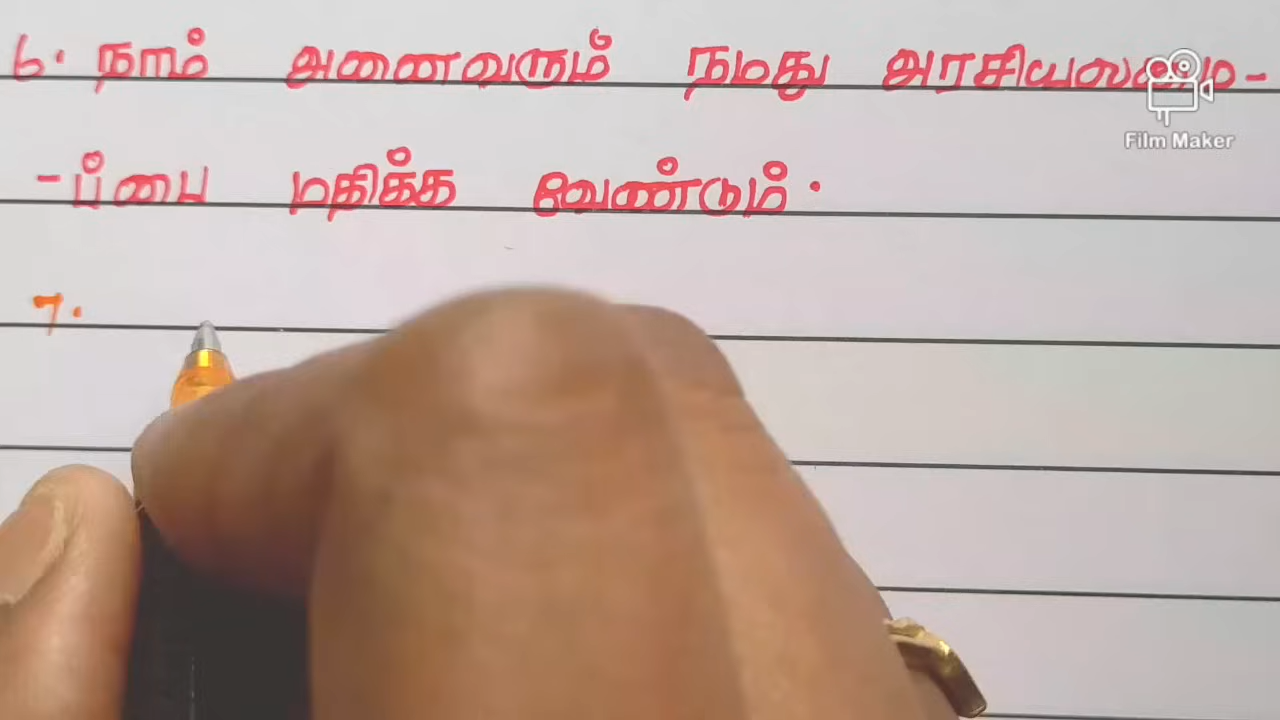 6. நாம் அனைவரும் நமது அரசியலமை-
-ப்பை மதிக்க வேண்டும்.
7.
Film Maker